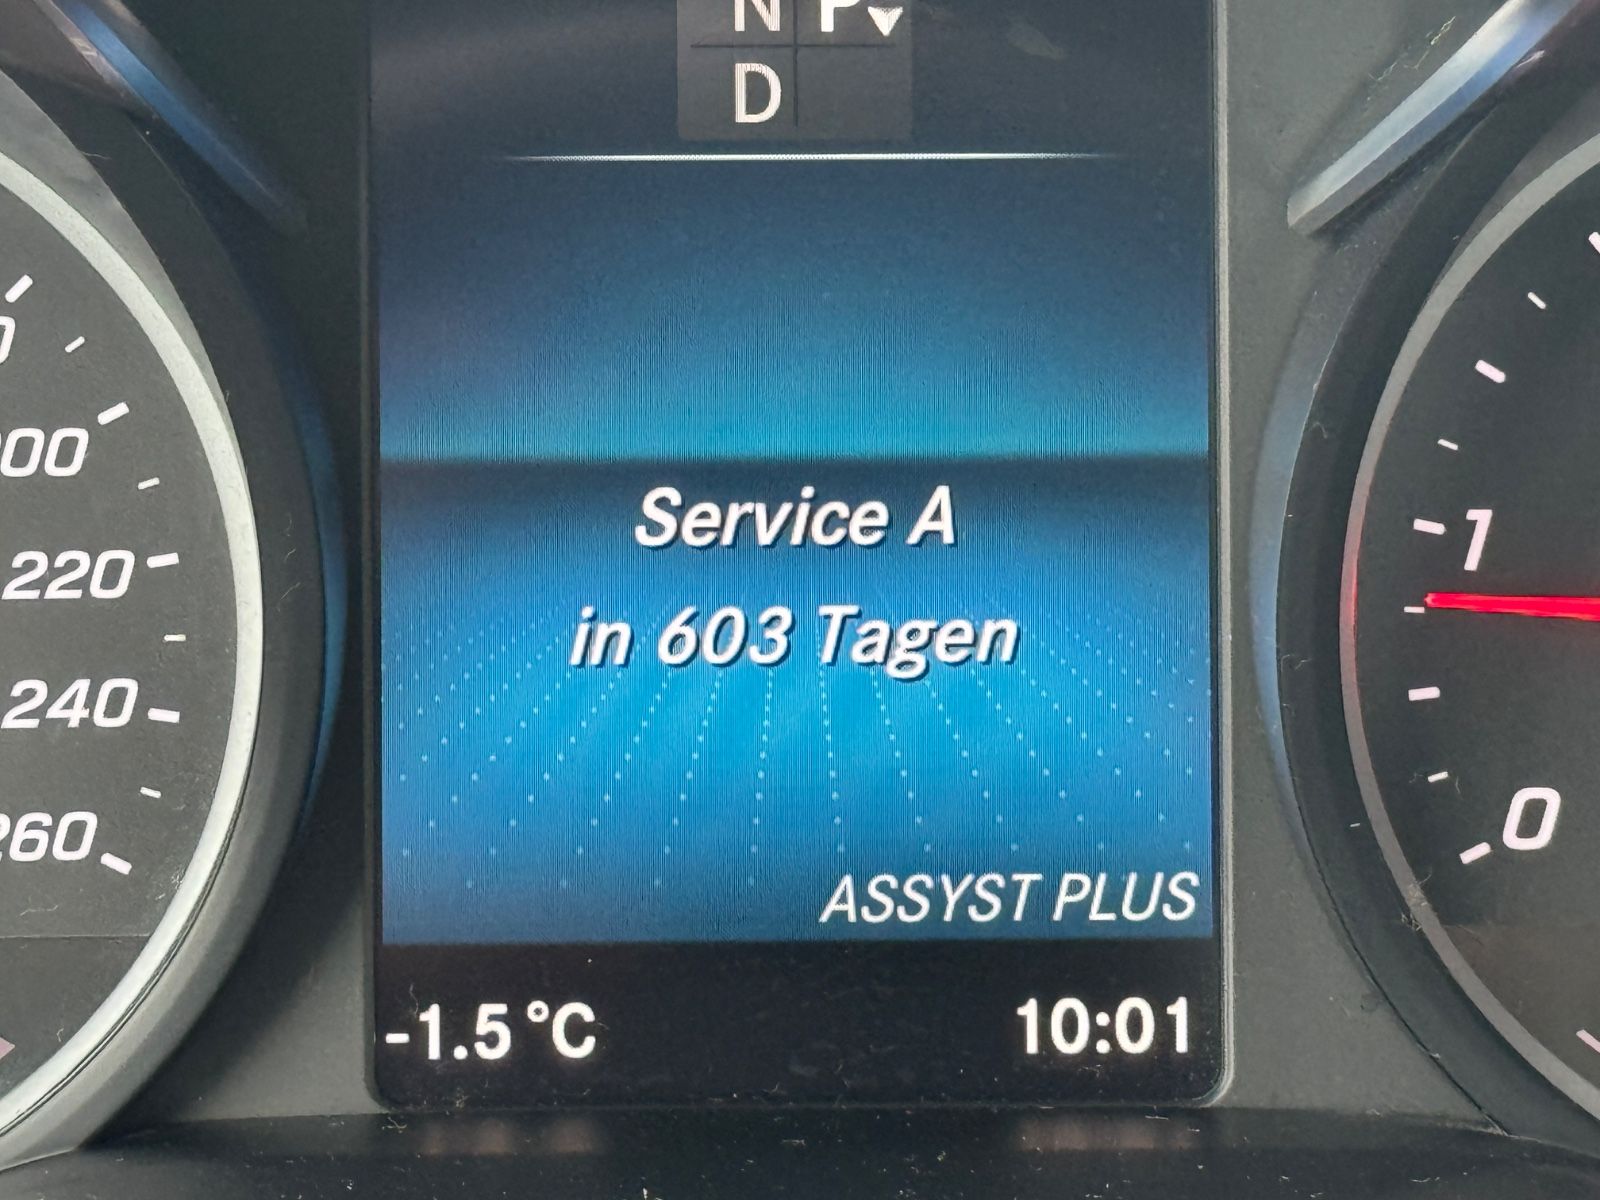 N P
D
Service A
in 603 Tagen
ASSYST PLUS
-1.5 °C 10:01
220
240
260
1
0